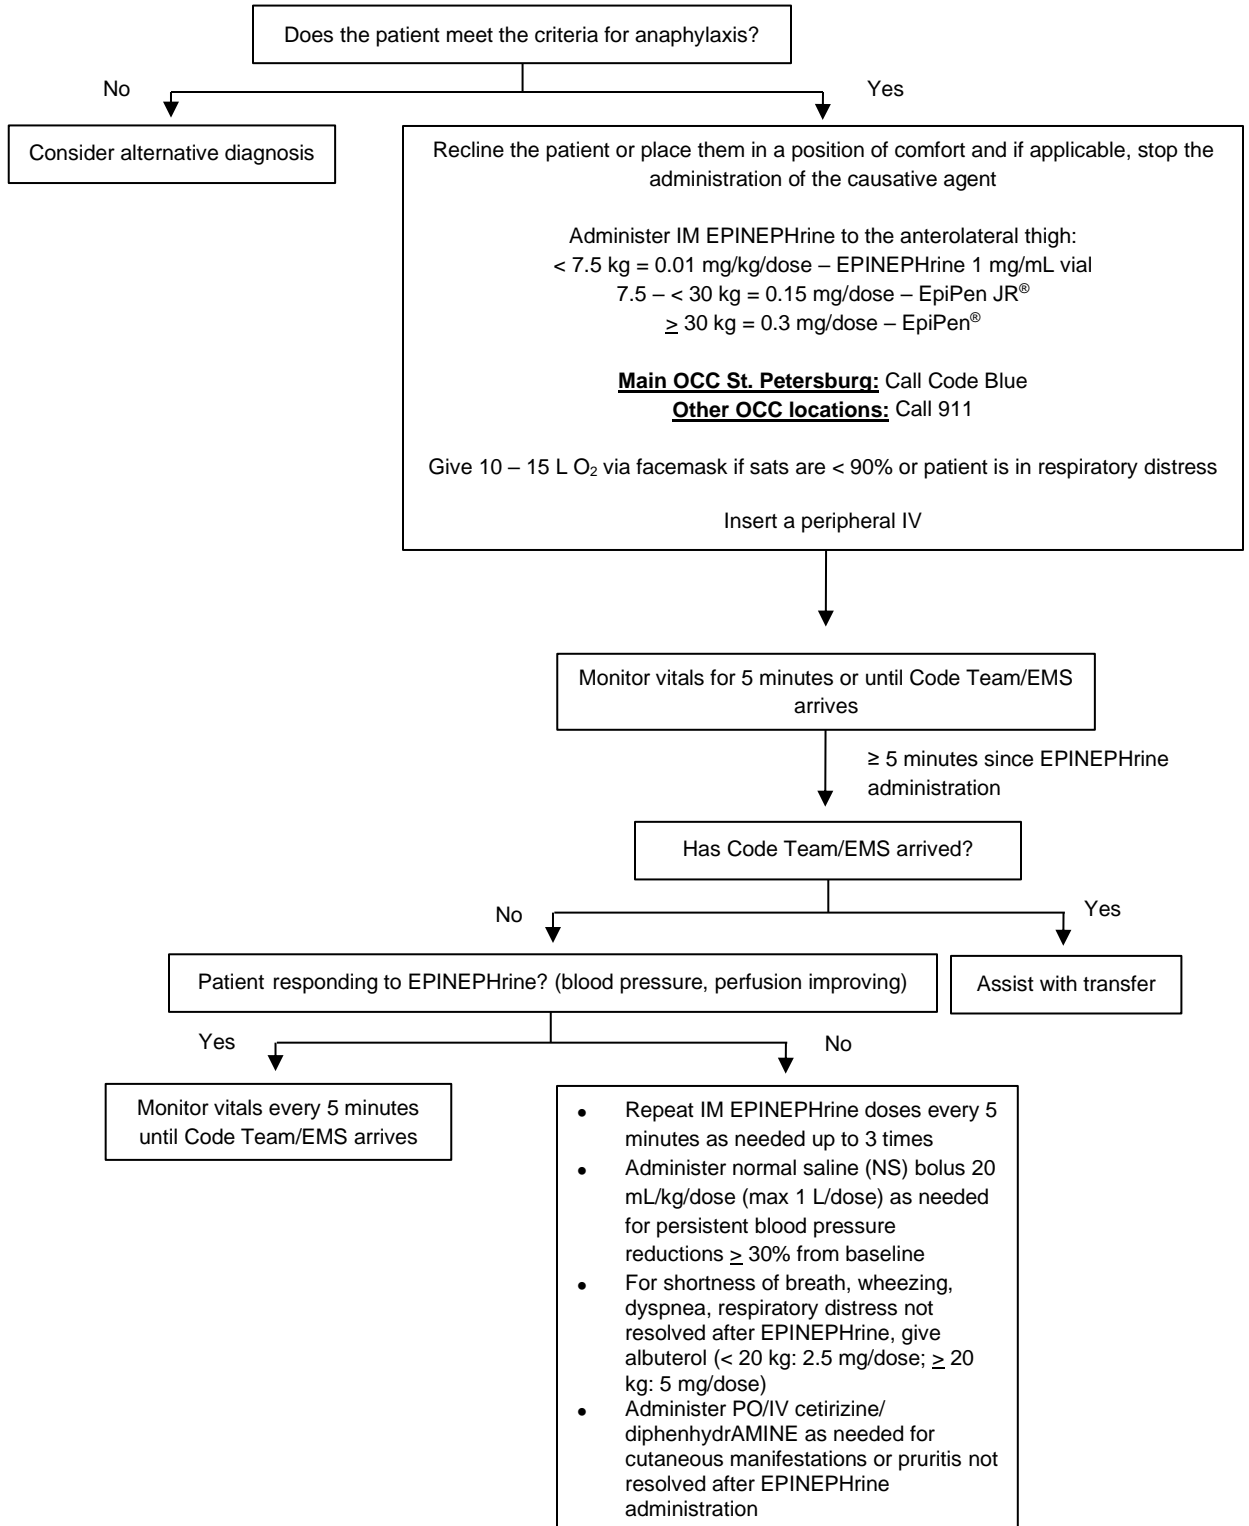 Does the patient meet the criteria for anaphylaxis?
No
Yes
Consider alternative diagnosis
Recline the patient or place them in a position of comfort and if applicable, stop the
administration of the causative agent
Administer IM EPINEPHrine to the anterolateral thigh:
< 7.5 kg = 0.01 mg/kg/dose – EPINEPHrine 1 mg/mL vial
7.5 – < 30 kg = 0.15 mg/dose – EpiPen JR®
≥ 30 kg = 0.3 mg/dose – EpiPen®
Main OCC St. Petersburg: Call Code Blue
Other OCC locations: Call 911
Give 10 – 15 L O₂ via facemask if sats are < 90% or patient is in respiratory distress
Insert a peripheral IV
Monitor vitals for 5 minutes or until Code Team/EMS
arrives
≥ 5 minutes since EPINEPHrine
administration
Has Code Team/EMS arrived?
No
Yes
Patient responding to EPINEPHrine? (blood pressure, perfusion improving)
Assist with transfer
Yes
No
Monitor vitals every 5 minutes
until Code Team/EMS arrives
• Repeat IM EPINEPHrine doses every 5
minutes as needed up to 3 times
• Administer normal saline (NS) bolus 20
mL/kg/dose (max 1 L/dose) as needed
for persistent blood pressure
reductions ≥ 30% from baseline
• For shortness of breath, wheezing,
dyspnea, respiratory distress not
resolved after EPINEPHrine, give
albuterol (< 20 kg: 2.5 mg/dose; ≥ 20
kg: 5 mg/dose)
• Administer PO/IV cetirizine/
diphenhydrAMINE as needed for
cutaneous manifestations or pruritis not
resolved after EPINEPHrine
administration